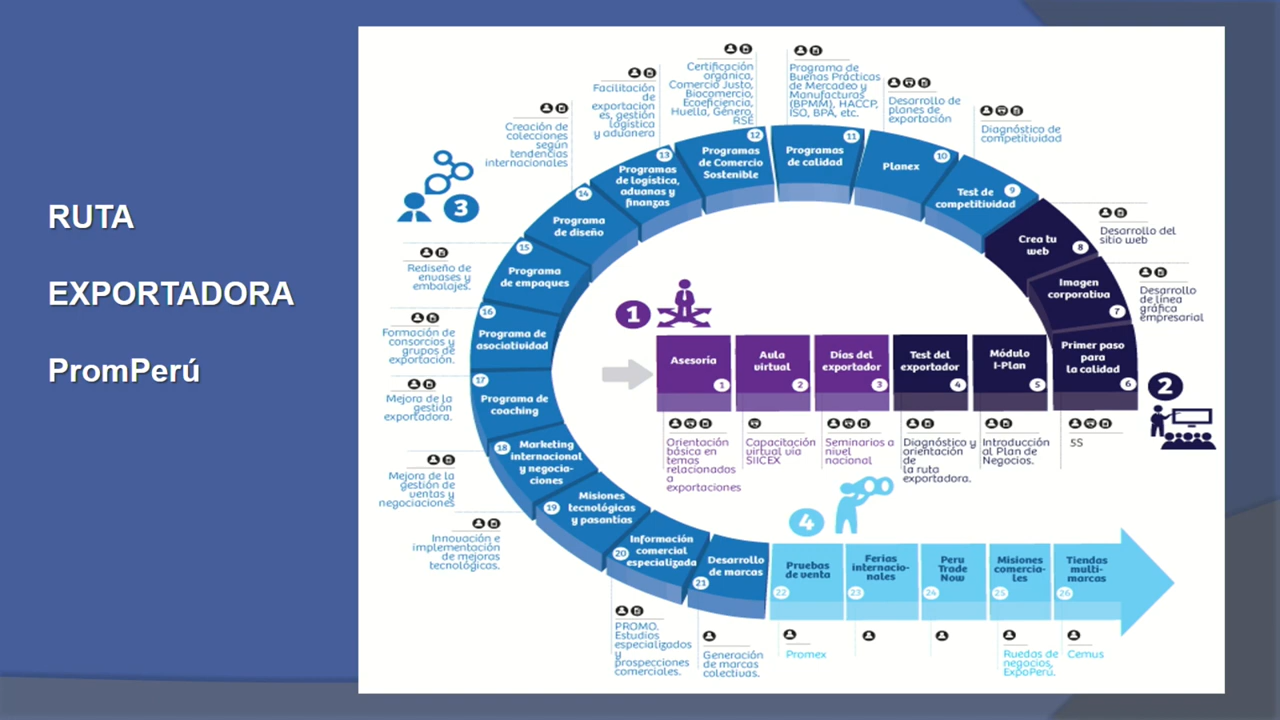 RUTA
EXPORTADORA
PromPerú
1
Asesoría
1
Orientación
básica en
temas
relacionados
a
exportaciones
Aula
virtual
2
Capacitación
virtual vía
SIICEX
Días del
exportador
3
Seminarios a
nivel
nacional
Test del
exportador
4
Diagnóstico y
orientación
de
la ruta
exportadora.
Módulo
I-Plan
5
Introducción
al Plan de
Negocios.
2
Primer paso
para
la calidad
6
5S
Imagen
corporativa
7
Desarrollo
de línea
gráfica
empresarial
Crea tu
web
8
Desarrollo del
sitio web
3
Test de
competitividad
9
Diagnóstico de
competitividad
Planex
10
Desarrollo de
planes de
exportación
Programas
de calidad
11
Programa de
Buenas Prácticas
de Mercadeo y
Manufacturas
(BPMM), HACCP,
ISO, BPA, etc.
Programas
de Comercio
Sostenible
12
Certificación
orgánica,
Comercio Justo,
Biocomercio,
Ecoeficiencia,
Huella, Género,
RSE
Programas
de logística,
aduanas y
finanzas
13
Facilitación
de
exportacion
es, gestión
logística
y aduanera
Programa
de diseño
14
Creación de
colecciones
según
tendencias
internacionales
Programa
de empaques
15
Rediseño de
envases y
embalajes.
Programa de
asociatividad
16
Formación de
consorcios y
grupos de
exportación.
Programa de
coaching
17
Mejora de la
gestión
exportadora.
Marketing
internacional
y negocia-
ciones
18
Mejora de la
gestión de
ventas y
negociaciones
Misiones
tecnológicas
y pasantías
19
Innovación e
implementación
de mejoras
tecnológicas.
Información
comercial
especializada
20
PROMO.
Estudios
especializados
y
prospecciones
comerciales.
Desarrollo
de marcas
21
Generación
de marcas
colectivas.
4
Pruebas
de venta
22
Promex
Ferias
internacio-
nales
23
Peru
Trade
Now
24
Misiones
comercia-
les
25
Ruedas de
negocios,
ExpoPerú.
Tiendas
multi-
marcas
26
Cemus